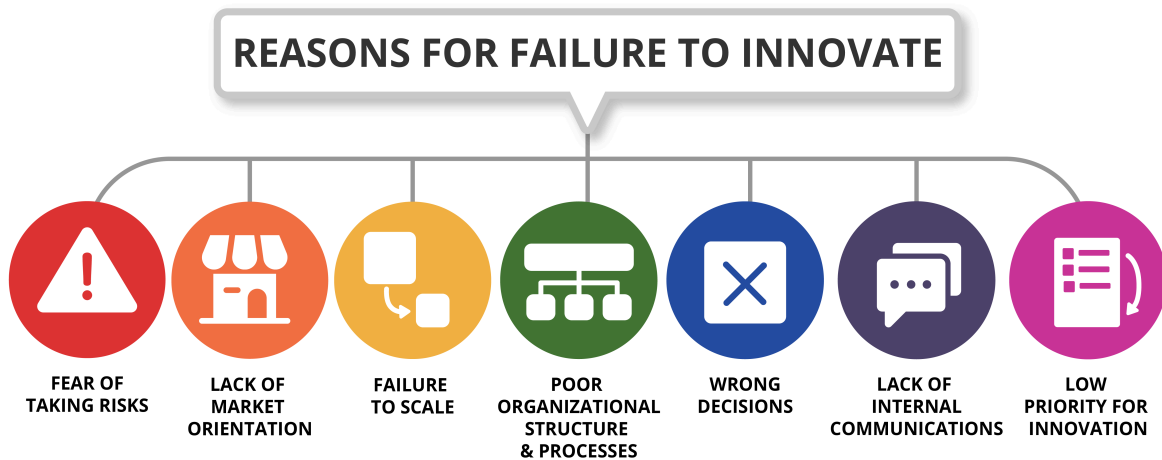 REASONS FOR FAILURE TO INNOVATE
FEAR OF
TAKING RISKS
LACK OF
MARKET
ORIENTATION
FAILURE
TO SCALE
POOR
ORGANIZATIONAL
STRUCTURE
& PROCESSES
WRONG
DECISIONS
LACK OF
INTERNAL
COMMUNICATIONS
LOW
PRIORITY FOR
INNOVATION